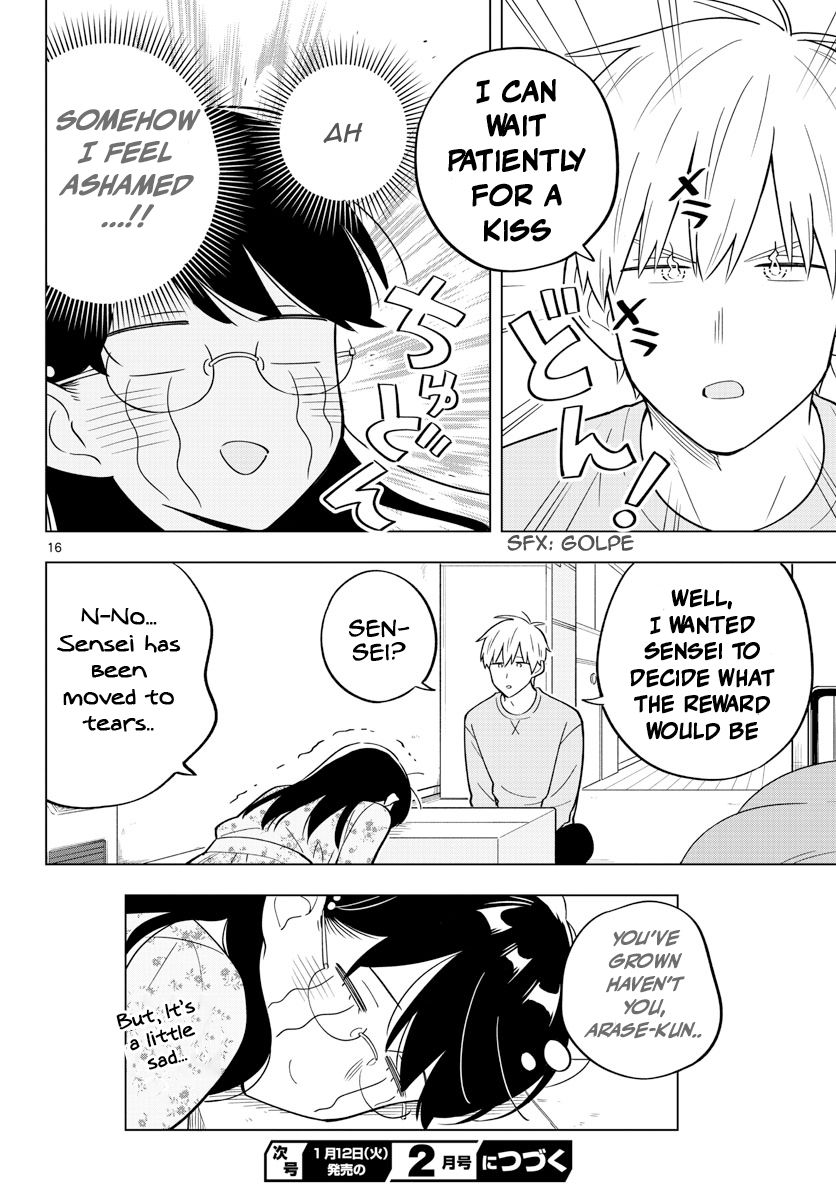 I CAN
WAIT
PATIENTLY
FOR A
KISS
メラ
メラ
どどん!
SFX: GOLPE
AH
SOMEHOW
I FEEL
ASHAMED
...!!
ちゅどどん
16
WELL,
I WANTED
SENSEI TO
DECIDE WHAT
THE REWARD
WOULD BE
SEN-
SEI?
N-No...
Sensei has
been
moved to
tears..
YOU'VE
GROWN
HAVEN'T
YOU,
ARASE-KUN..
But, It's
a little
sad...
次号 1月12日(火)発売の 2月号につづく